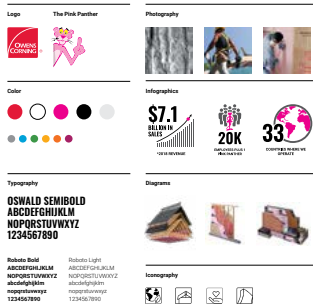 Logo
The Pink Panther
OWENS
CORNING
Color
Typography
OSWALD SEMIBOLD
ABCDEFGHIJKLM
NOPQRSTUVWXYZ
1234567890
Roboto Bold
ABCDEFGHIJKLM
NOPQRSTUVWXYZ
abcdefghijklm
nopqrstuvwxyz
1234567890
Roboto Light
ABCDEFGHIJKLM
NOPQRSTUVWXYZ
abcdefghijklm
nopqrstuvwxyz
1234567890
Photography
Infographics
$7.1
BILLION IN
SALES
*2018 REVENUE
20K
EMPLOYEES PLUS 1
PINK PANTHER
33
COUNTRIES WHERE WE
OPERATE
Diagrams
Iconography